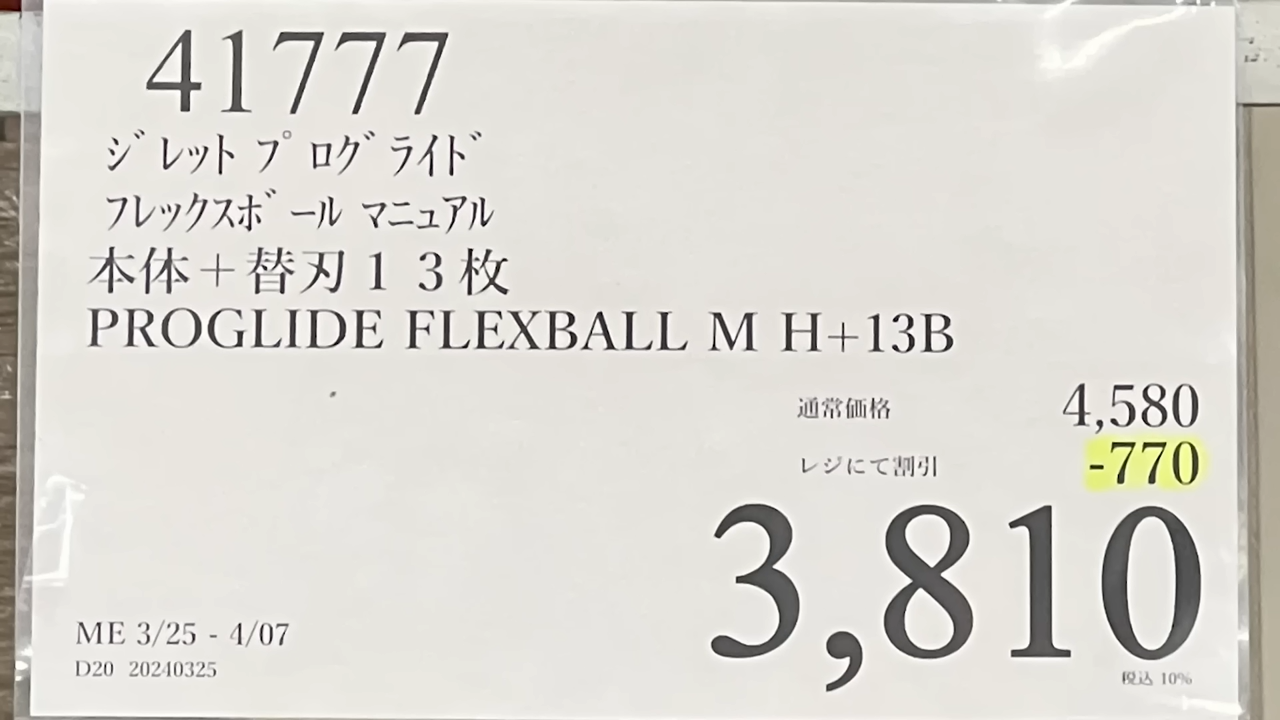 41777
ジレット プログライド
フレックスボール マニュアル
本体＋替刃１３枚
PROGLIDE FLEXBALL M H+13B
通常価格 4,580
レジにて割引 -770
3,810
ME 3/25 - 4/07
D20 20240325
税込 10%